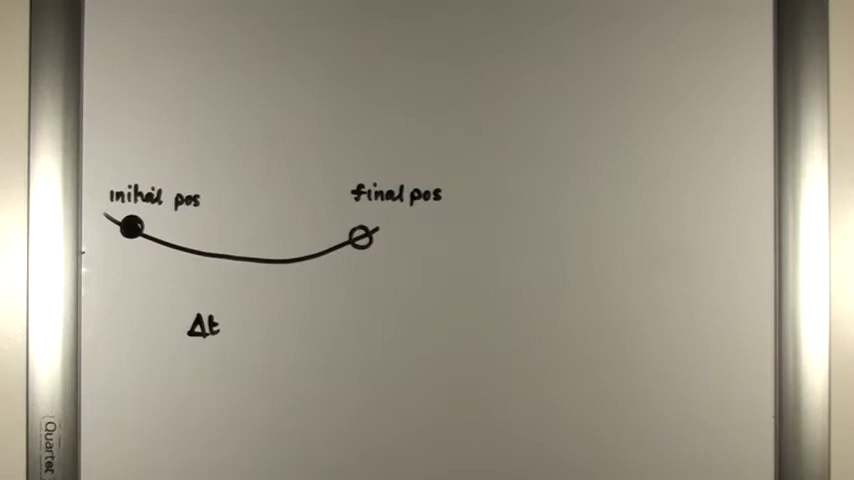 initial pos
final pos
Δt
Quartet